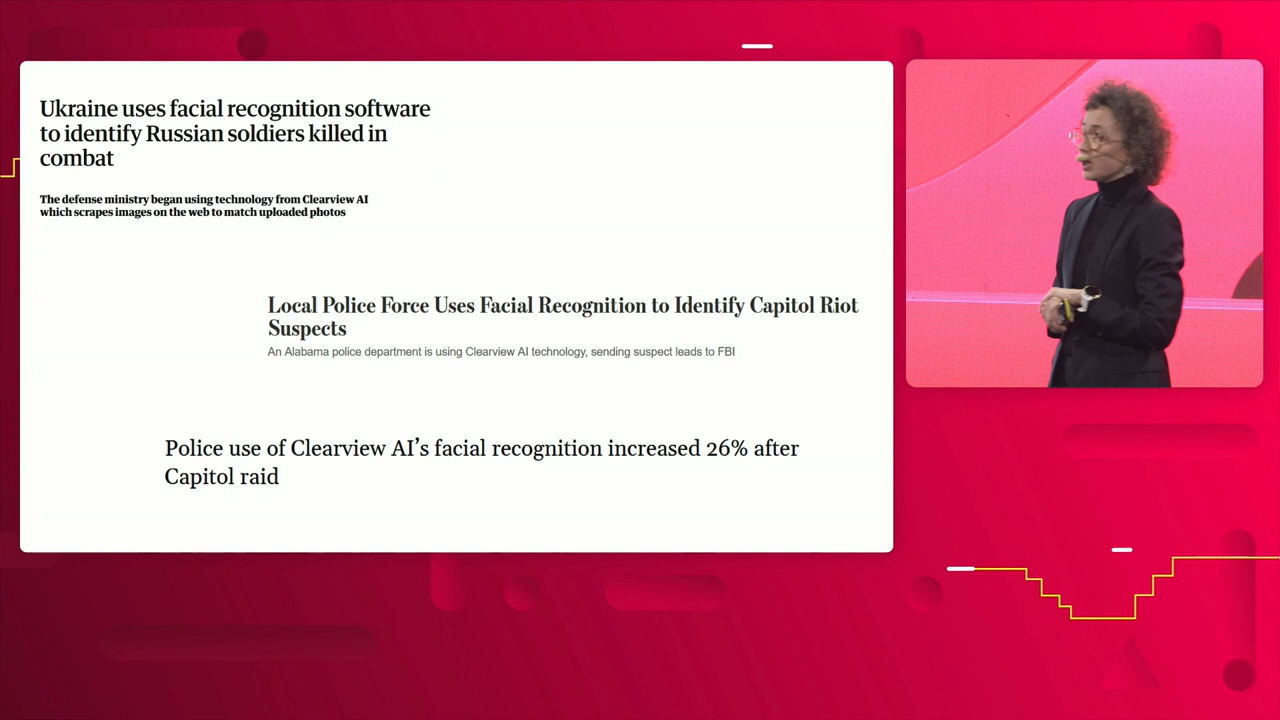 Ukraine uses facial recognition software
to identify Russian soldiers killed in
combat
The defense ministry began using technology from Clearview AI
which scrapes images on the web to match uploaded photos
Local Police Force Uses Facial Recognition to Identify Capitol Riot
Suspects
An Alabama police department is using Clearview AI technology, sending suspect leads to FBI
Police use of Clearview AI’s facial recognition increased 26% after
Capitol raid